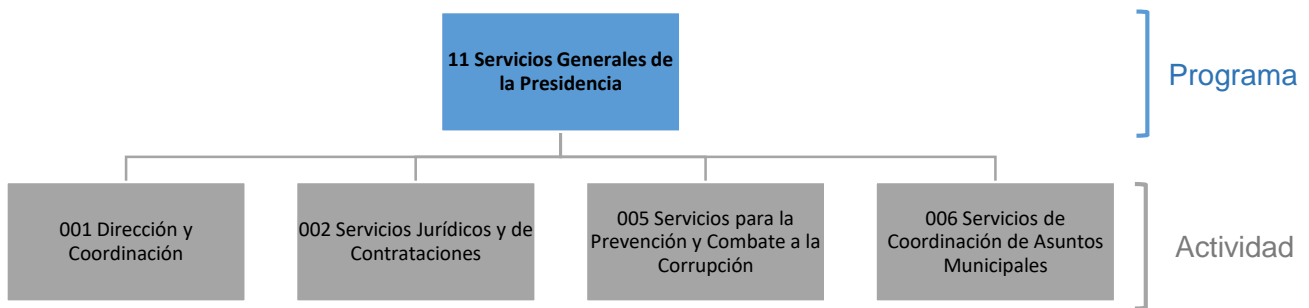 11 Servicios Generales de
la Presidencia
Programa
001 Dirección y
Coordinación
002 Servicios Jurídicos y de
Contrataciones
005 Servicios para la
Prevención y Combate a la
Corrupción
006 Servicios de
Coordinación de Asuntos
Municipales
Actividad